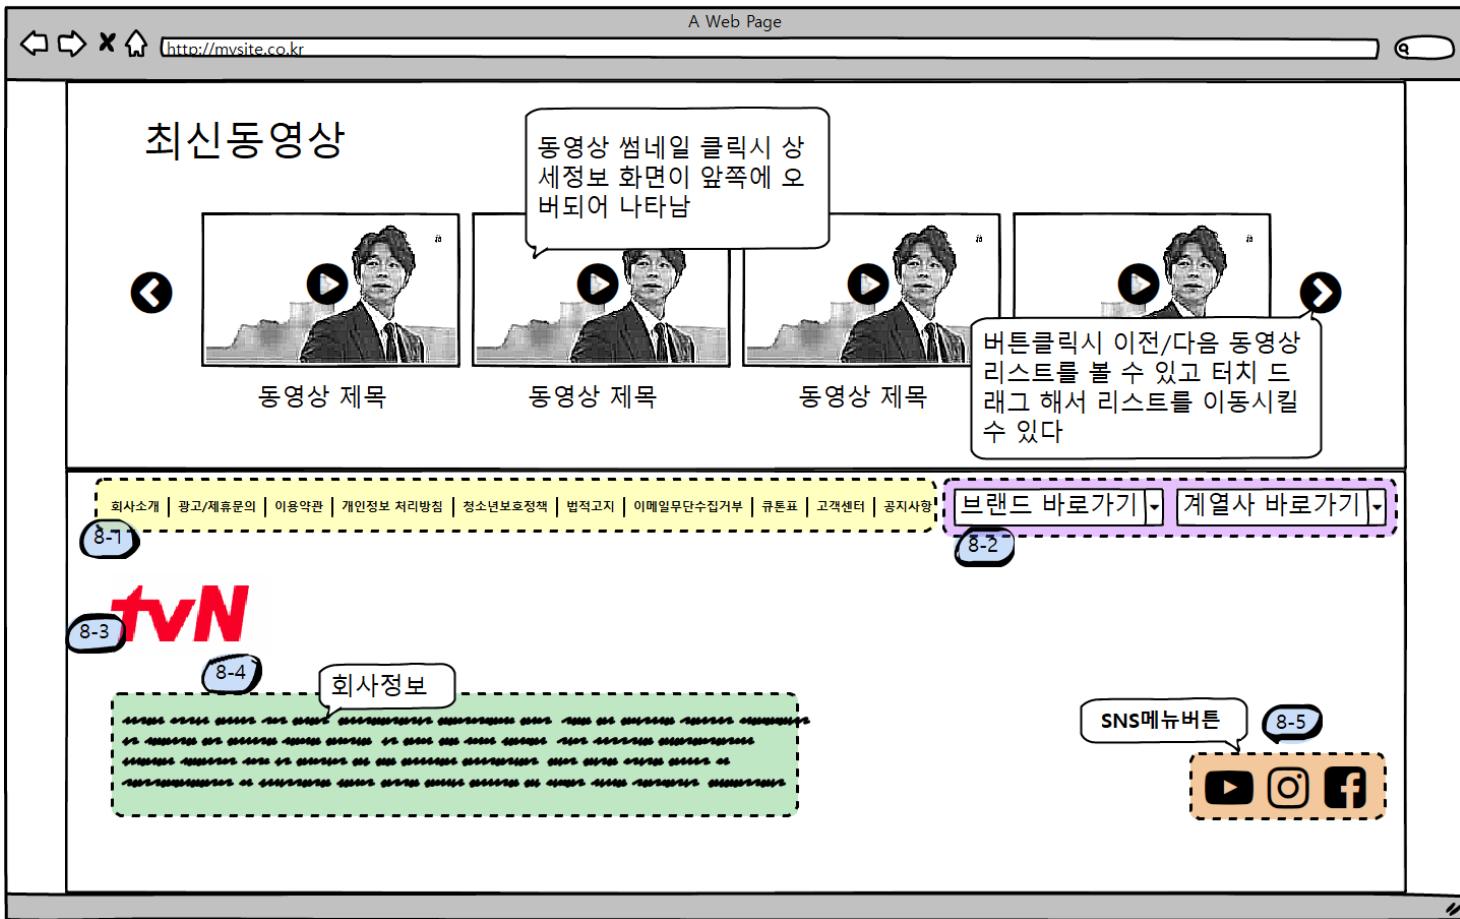 A Web Page
http://mysite.co.kr
최신동영상
동영상 썸네일 클릭시 상
세정보 화면이 앞쪽에 오
버되어 나타남
동영상 제목
동영상 제목
동영상 제목
버튼클릭시 이전/다음 동영상
리스트를 볼 수 있고 터치 드
래그 해서 리스트를 이동시킬
수 있다
회사소개 | 광고/제휴문의 | 이용약관 | 개인정보 처리방침 | 청소년보호정책 | 법적고지 | 이메일무단수집거부 | 큐톤표 | 고객센터 | 공지사항
브랜드 바로가기
계열사 바로가기
8-1
8-2
tvN
8-3
8-4
회사정보
SNS메뉴버튼
8-5